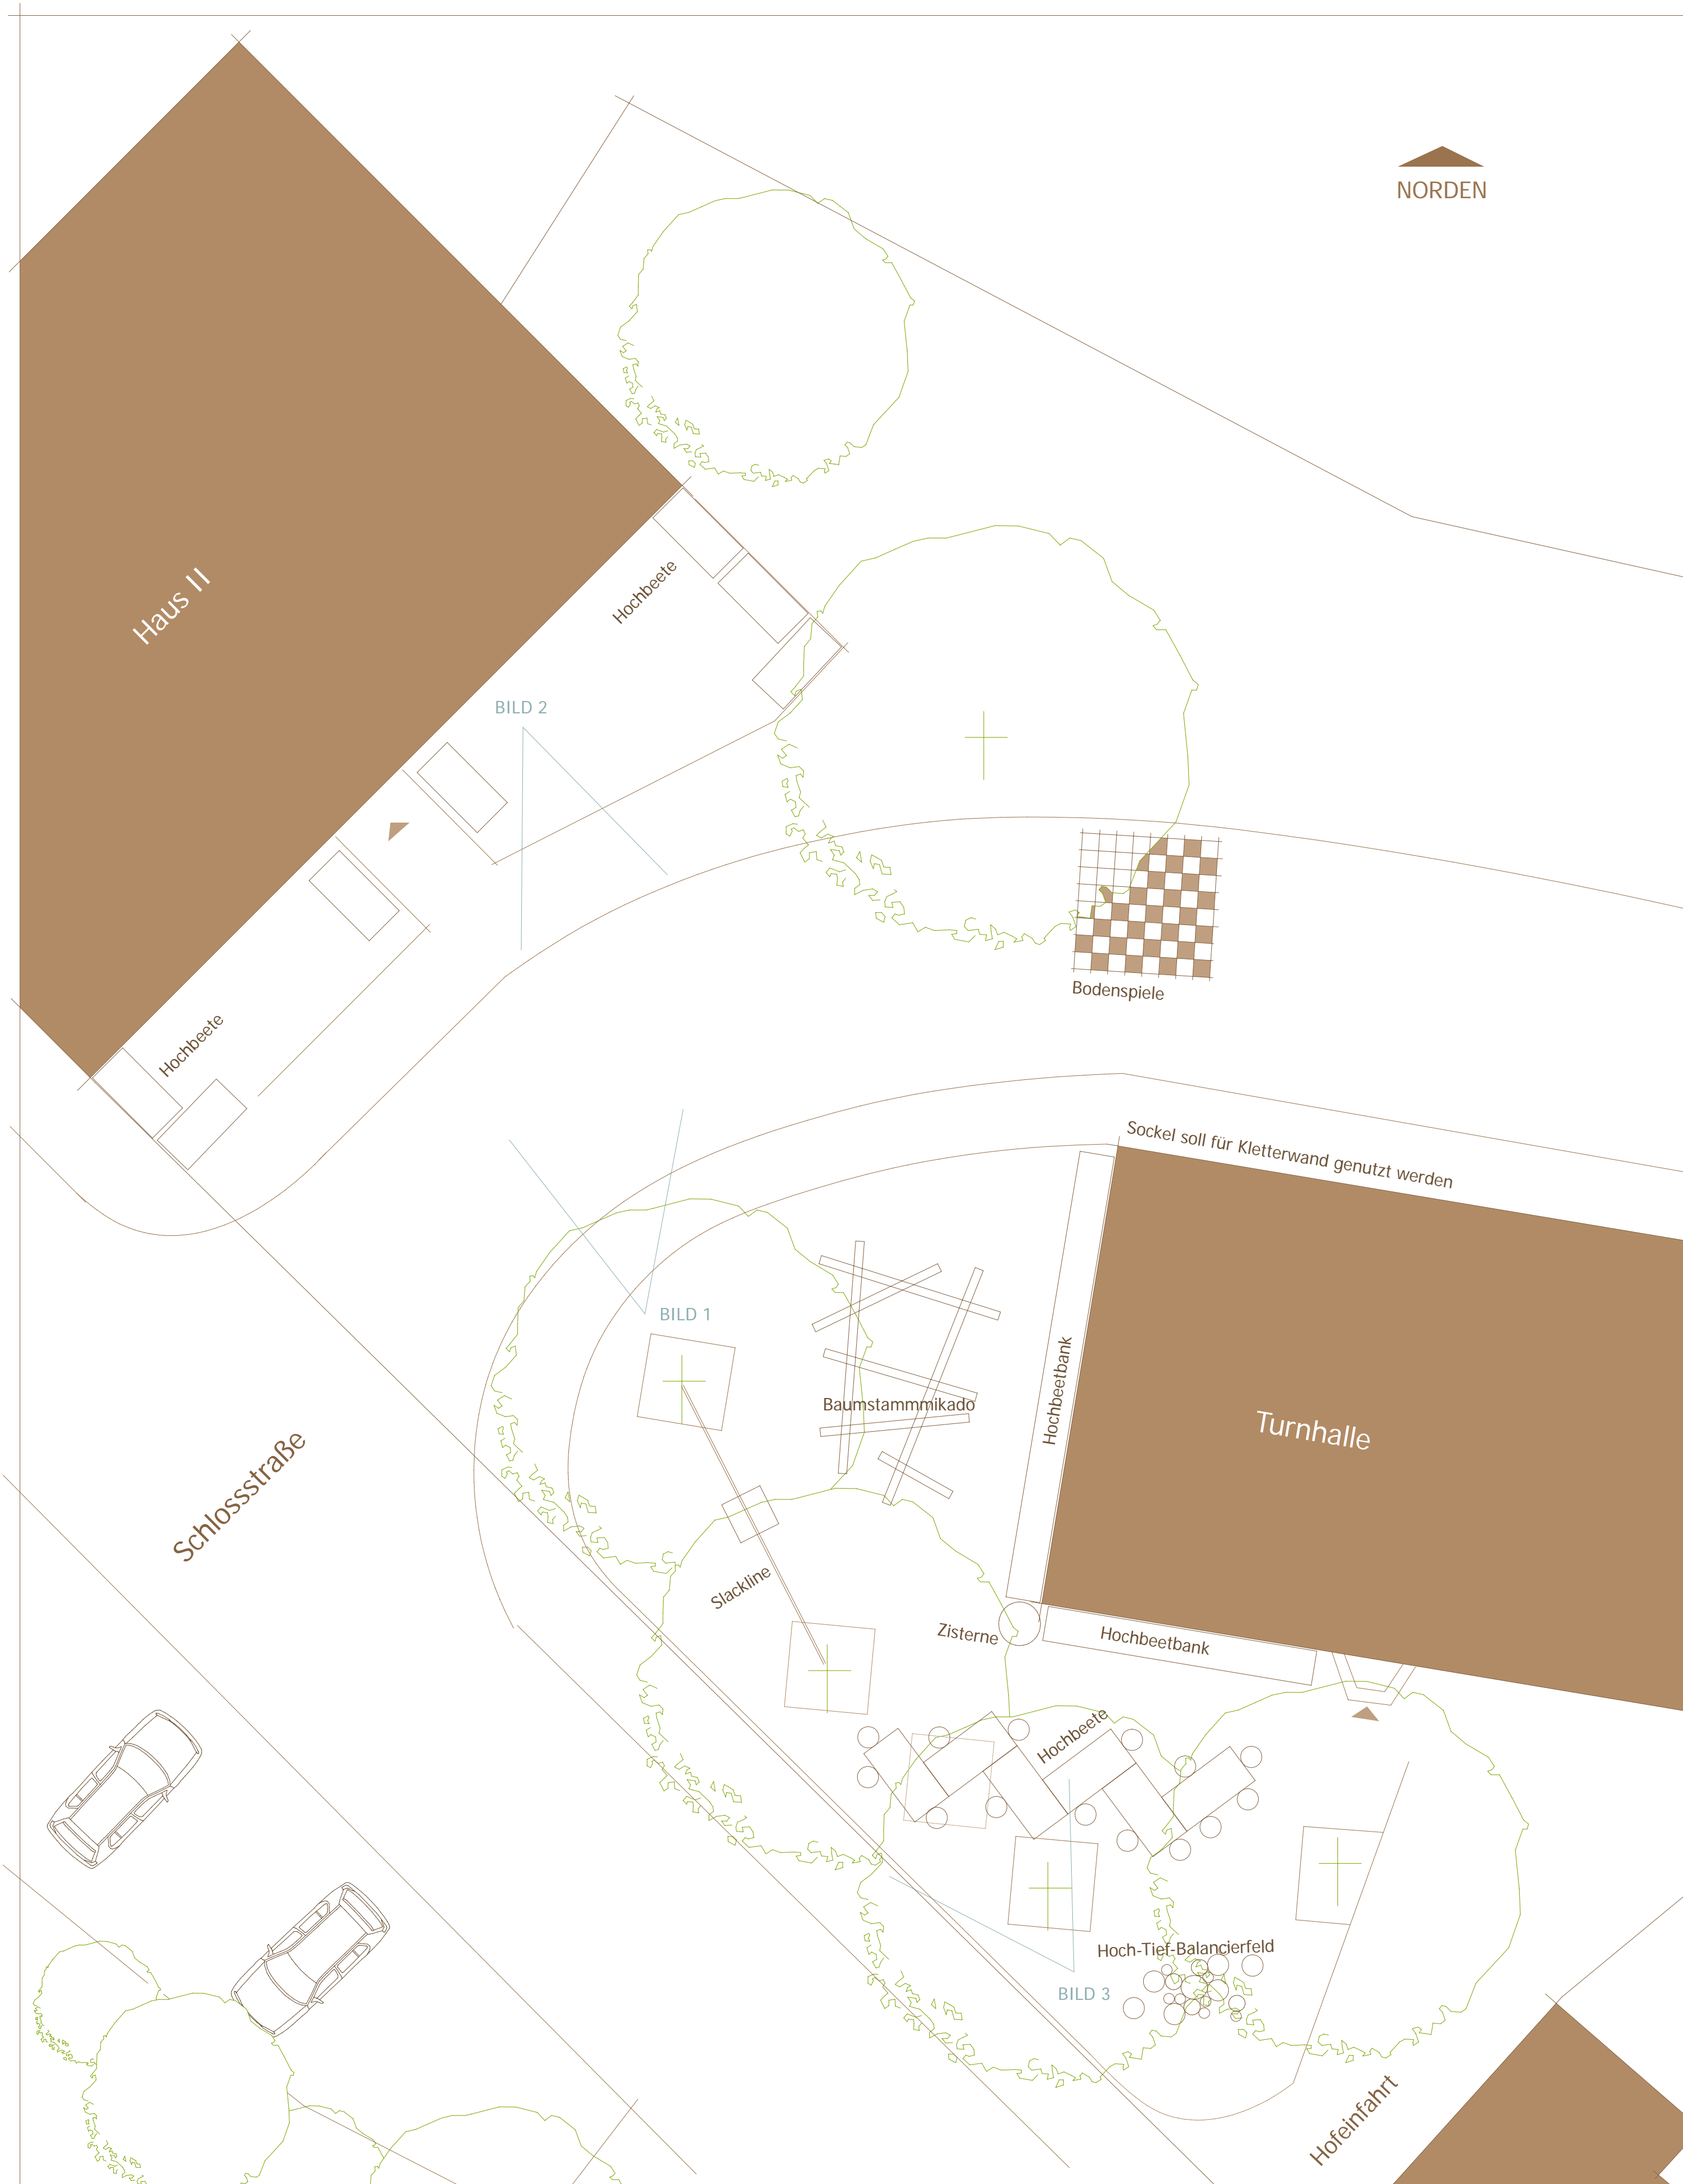 NORDEN
Haus II
Hochbeete
BILD 2
Bodenspiele
Hochbeete
Sockel soll für Kletterwand genutzt werden
BILD 1
Hochbeetbank
Baumstammmikado
Turnhalle
Schlossstraße
Slackline
Zisterne
Hochbeetbank
Hochbeete
Hoch-Tief-Balancierfeld
BILD 3
Hofeinfahrt